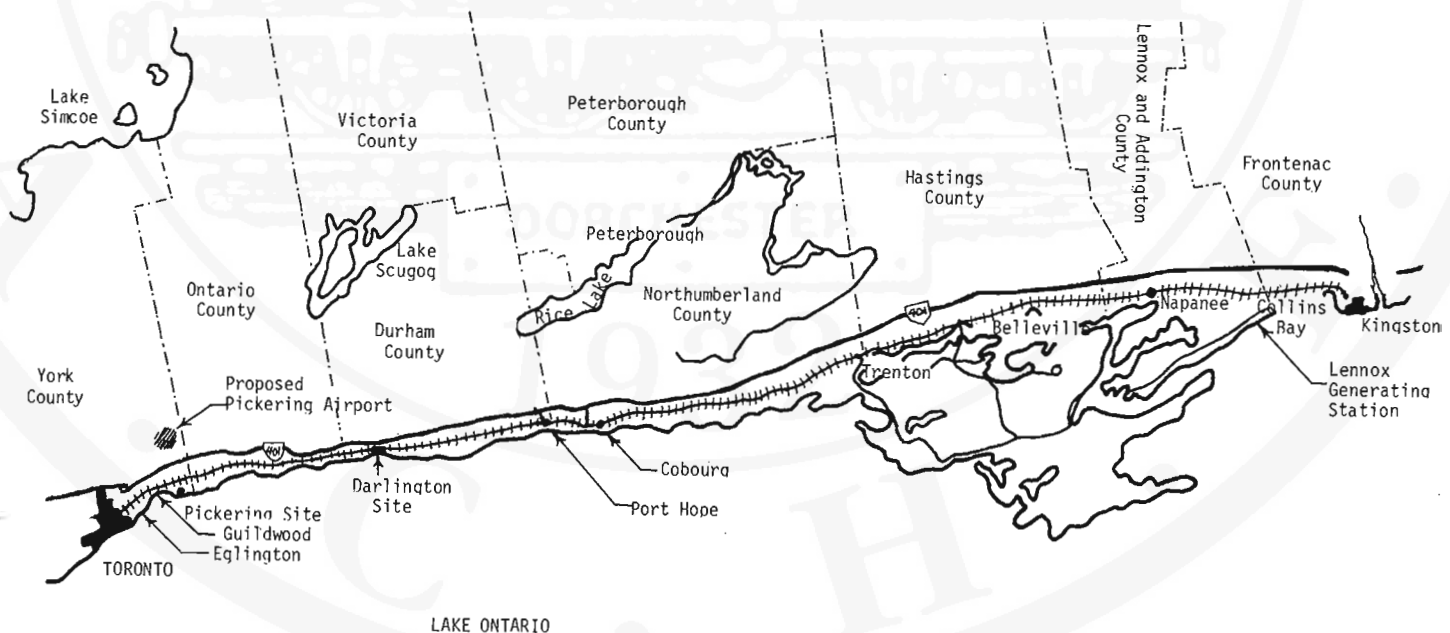 Lake
Simcoe
Victoria
County
Peterborough
County
Lennox and Addington
County
Hastings
County
Frontenac
County
DORCHESTER
Lake
Scugog
Peterborough
Ontario
County
Rice Lake
Northumberland
County
Durham
County
401
Belleville
Napanee
Collins
Bay
Kingston
York
County
Proposed
Pickering Airport
Trenton
Lennox
Generating
Station
401
Cobourg
Darlington
Site
Port Hope
Pickering Site
Guildwood
Eglington
TORONTO
LAKE ONTARIO
C H